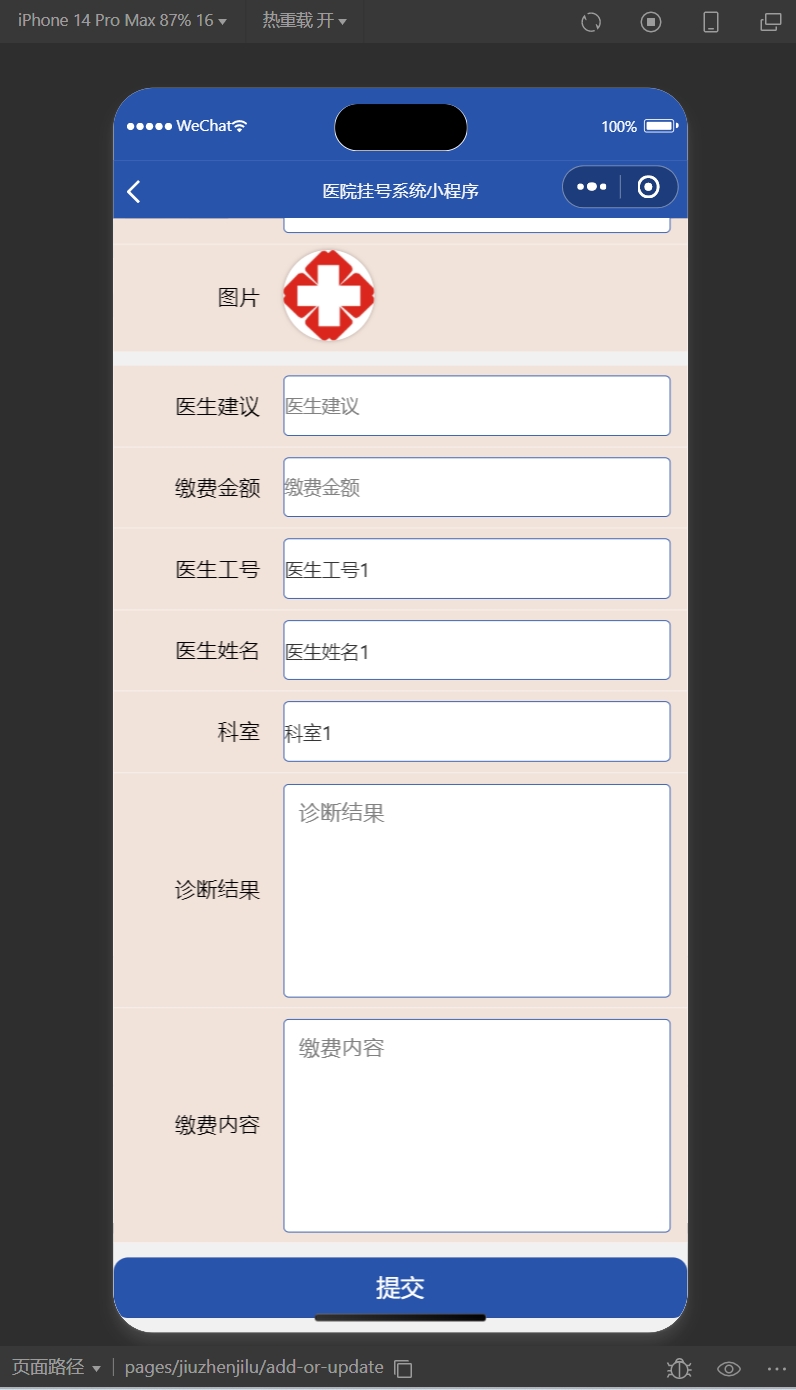 iPhone 14 Pro Max 87% 16 热重载 开
WeChat 100%
医院挂号系统小程序
图片
医生建议 医生建议
缴费金额 缴费金额
医生工号 医生工号1
医生姓名 医生姓名1
科室 科室1
诊断结果 诊断结果
缴费内容 缴费内容
提交
页面路径 pages/jiuzhenjilu/add-or-update